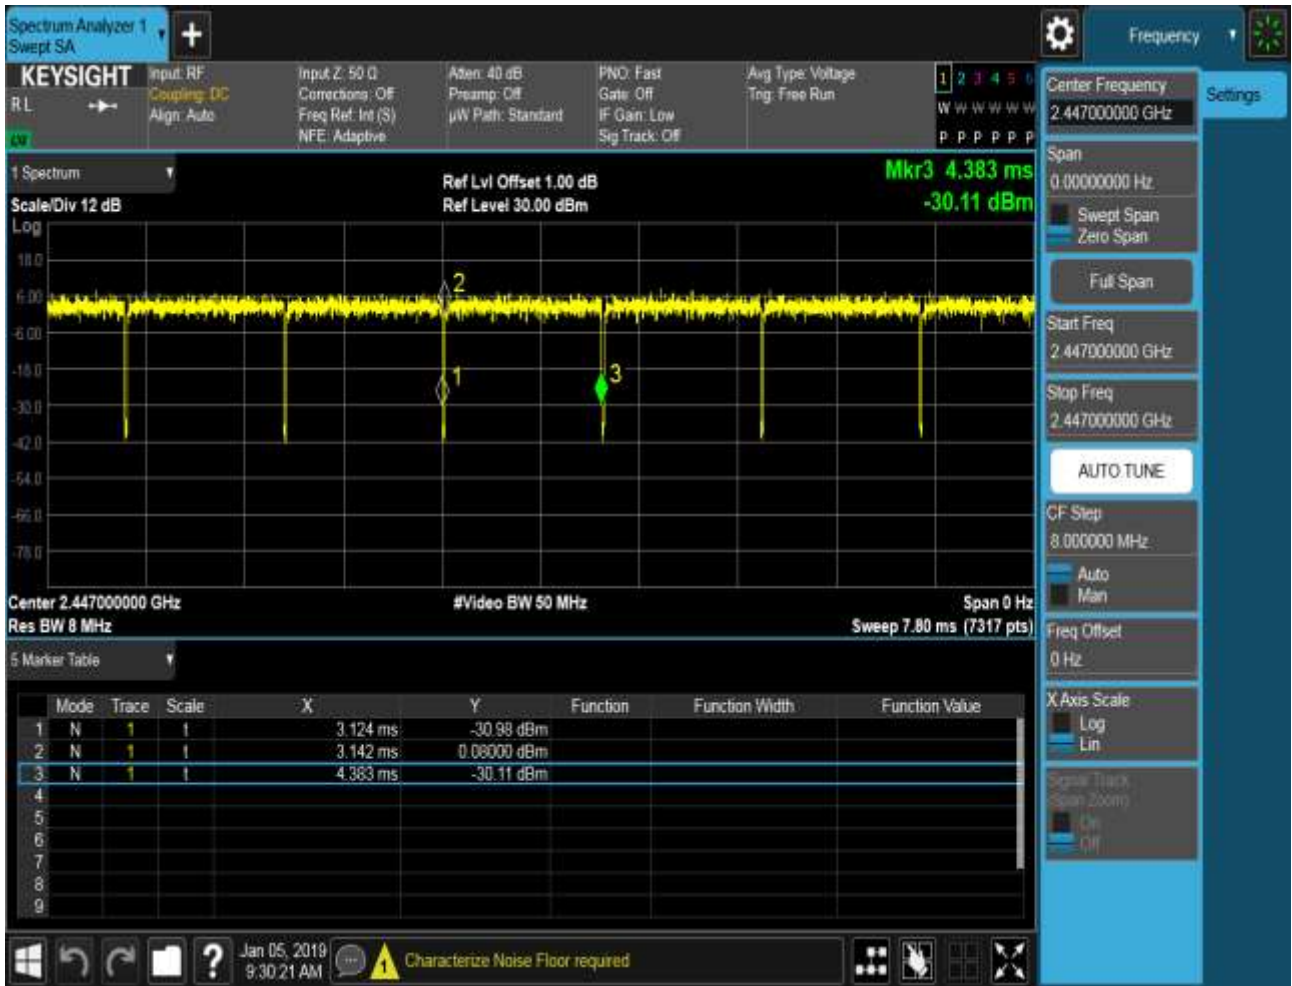 Spectrum Analyzer 1
Swept SA
Frequency
KEYSIGHT
RL
Input: RF
Coupling: DC
Align: Auto
Input Z: 50 Ω
Corrections: Off
Freq Ref: Int (S)
NFE: Adaptive
Atten: 40 dB
Preamp: Off
µW Path: Standard
PNO: Fast
Gate: Off
IF Gain: Low
Sig Track: Off
Avg Type: Voltage
Trig: Free Run
1 2 3 4 5 6
W W W W W W
P P P P P P
1 Spectrum
Scale/Div 12 dB
Ref Lvl Offset 1.00 dB
Ref Level 30.00 dBm
Mkr3 4.383 ms
-30.11 dBm
Log
18.0
6.00
-6.00
-18.0
-30.0
-42.0
-54.0
-66.0
-78.0
2
1
3
Center 2.447000000 GHz
#Video BW 50 MHz
Span 0 Hz
Res BW 8 MHz
Sweep 7.80 ms (7317 pts)
5 Marker Table
Mode Trace Scale X Y Function Function Width Function Value
1 N 1 t 3.124 ms -30.98 dBm
2 N 1 t 3.142 ms 0.08000 dBm
3 N 1 t 4.383 ms -30.11 dBm
4
5
6
7
8
9
Jan 05, 2019
9:30:21 AM
1
Characterize Noise Floor required
Settings
Center Frequency
2.447000000 GHz
Span
0.00000000 Hz
Swept Span
Zero Span
Full Span
Start Freq
2.447000000 GHz
Stop Freq
2.447000000 GHz
AUTO TUNE
CF Step
8.000000 MHz
Auto
Man
Freq Offset
0 Hz
X Axis Scale
Log
Lin
Signal Track
(Span Zoom)
On
Off